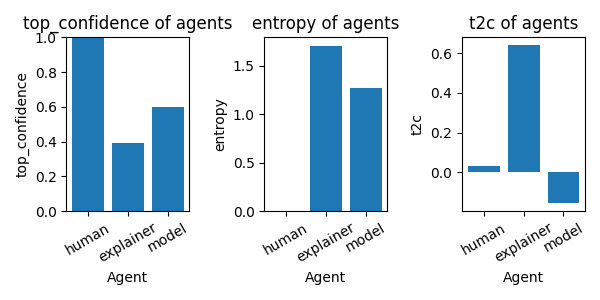 top_confidence of agents
top_confidence
1.0
0.8
0.6
0.4
0.2
0.0
human
explainer
model
Agent
entropy of agents
entropy
1.5
1.0
0.5
0.0
human
explainer
model
Agent
t2c of agents
t2c
0.6
0.4
0.2
0.0
human
explainer
model
Agent